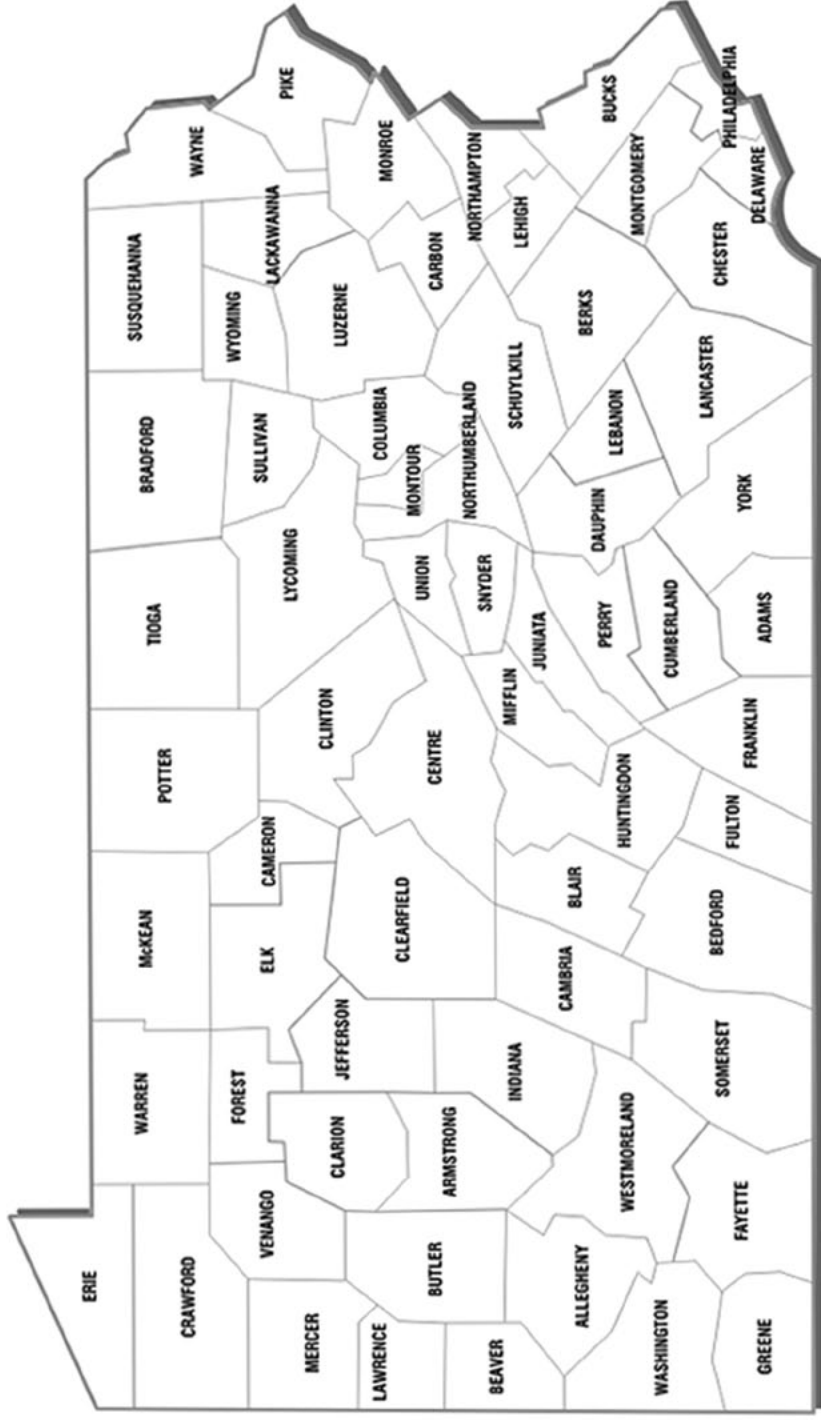 ERIE
CRAWFORD
WARREN
McKEAN
POTTER
TIOGA
BRADFORD
SUSQUEHANNA
WAYNE
PIKE
MERCER
VENANGO
FOREST
ELK
CAMERON
CLINTON
LYCOMING
SULLIVAN
WYOMING
LACKAWANNA
LAWRENCE
BUTLER
CLARION
JEFFERSON
CLEARFIELD
CENTRE
UNION
MONTOUR
COLUMBIA
LUZERNE
MONROE
BEAVER
ARMSTRONG
INDIANA
MIFFLIN
SNYDER
NORTHUMBERLAND
SCHUYLKILL
CARBON
NORTHAMPTON
LEHIGH
ALLEGHENY
WESTMORELAND
CAMBRIA
BLAIR
HUNTINGDON
JUNIATA
PERRY
DAUPHIN
LEBANON
BERKS
MONTGOMERY
BUCKS
WASHINGTON
GREENE
FAYETTE
SOMERSET
BEDFORD
FULTON
FRANKLIN
CUMBERLAND
ADAMS
YORK
LANCASTER
CHESTER
DELAWARE
PHILADELPHIA